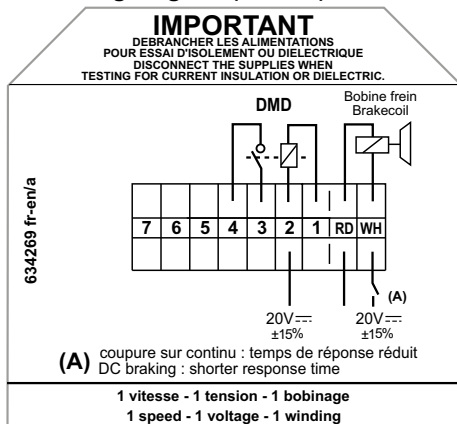 IMPORTANT
DEBRANCHER LES ALIMENTATIONS
POUR ESSAI D'ISOLEMENT OU DIELECTRIQUE
DISCONNECT THE SUPPLIES WHEN
TESTING FOR CURRENT INSULATION OR DIELECTRIC.
DMD
Bobine frein
Brakecoil
634269 fr-en/a
7 6 5 4 3 2 1 RD WH
(A)
20V 20V
±15% ±15%
(A) coupure sur continu : temps de réponse réduit
DC braking : shorter response time
1 vitesse - 1 tension - 1 bobinage
1 speed - 1 voltage - 1 winding